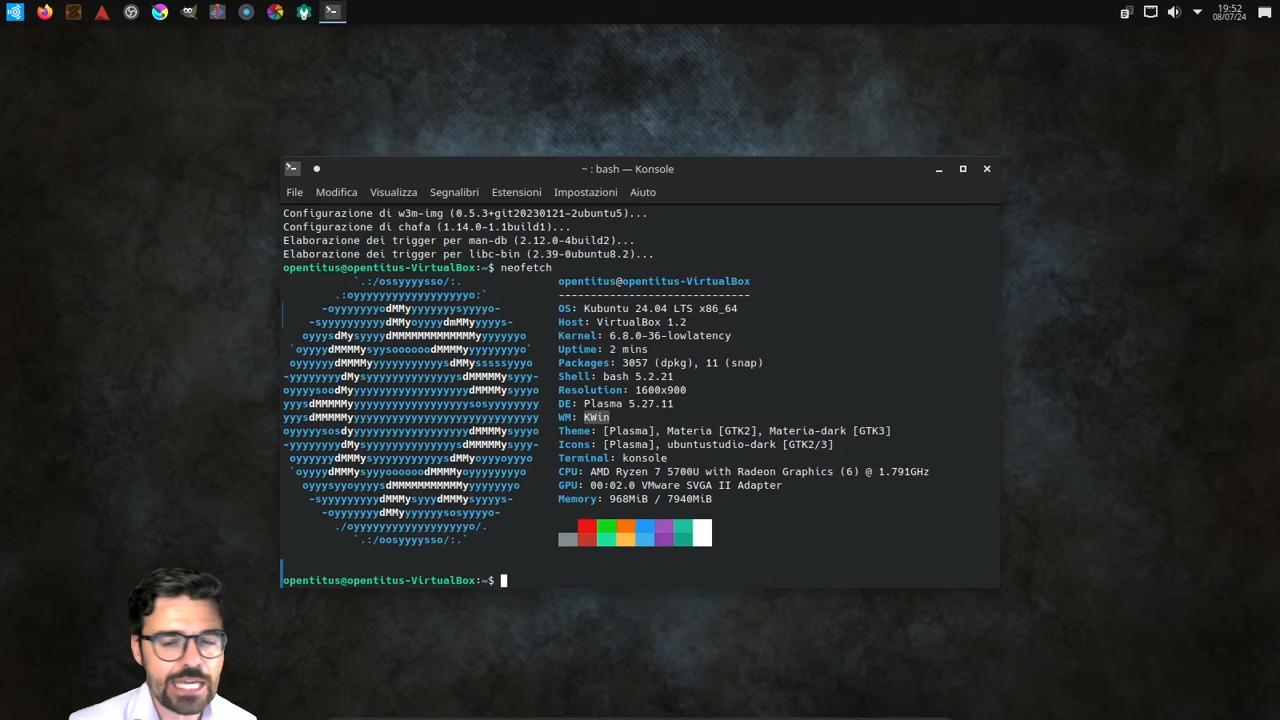 19:52
08/07/24
~ : bash — Konsole
File Modifica Visualizza Segnalibri Estensioni Impostazioni Aiuto
Configurazione di w3m-img (0.5.3+git20230121-2ubuntu5)...
Configurazione di chafa (1.14.0-1.1build1)...
Elaborazione dei trigger per man-db (2.12.0-4build2)...
Elaborazione dei trigger per libc-bin (2.39-0ubuntu8.2)...
opentitus@opentitus-VirtualBox:~$ neofetch
opentitus@opentitus-VirtualBox
------------------------------
OS: Kubuntu 24.04 LTS x86_64
Host: VirtualBox 1.2
Kernel: 6.8.0-36-lowlatency
Uptime: 2 mins
Packages: 3057 (dpkg), 11 (snap)
Shell: bash 5.2.21
Resolution: 1600x900
DE: Plasma 5.27.11
WM: KWin
Theme: [Plasma], Materia [GTK2], Materia-dark [GTK3]
Icons: [Plasma], ubuntustudio-dark [GTK2/3]
Terminal: konsole
CPU: AMD Ryzen 7 5700U with Radeon Graphics (6) @ 1.791GHz
GPU: 00:02.0 VMware SVGA II Adapter
Memory: 968MiB / 7940MiB
opentitus@opentitus-VirtualBox:~$